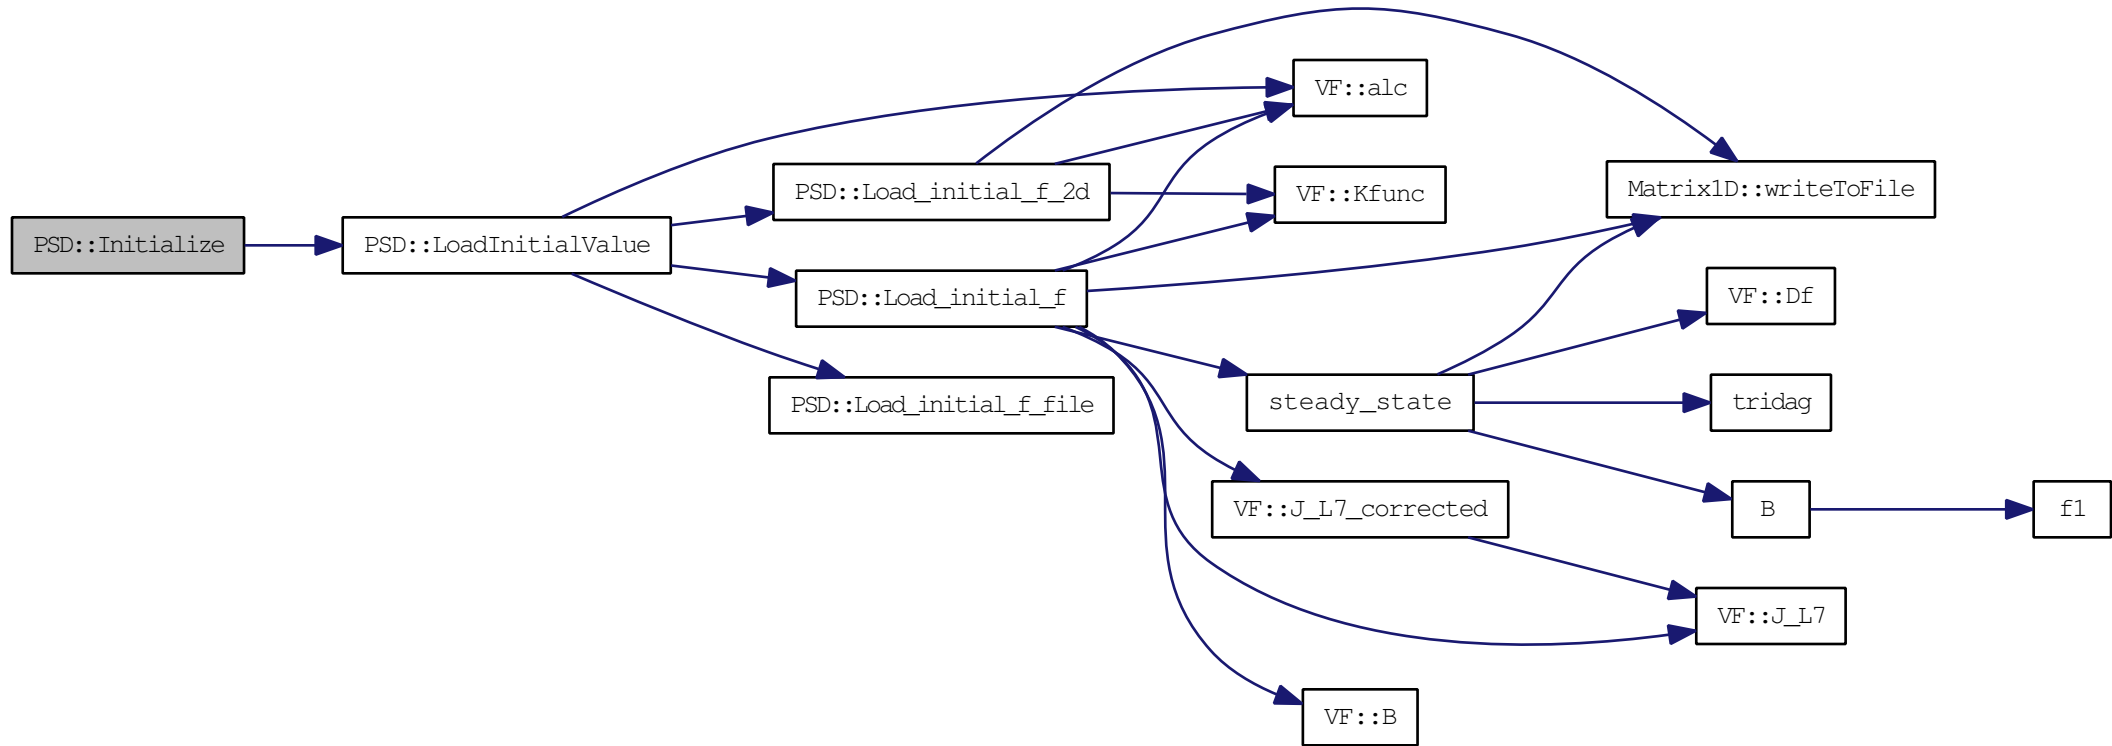 PSD::Initialize
PSD::LoadInitialValue
PSD::Load_initial_f_2d
PSD::Load_initial_f
PSD::Load_initial_f_file
VF::alc
VF::Kfunc
steady_state
VF::J_L7_corrected
VF::B
Matrix1D::writeToFile
VF::Df
tridag
B
VF::J_L7
f1